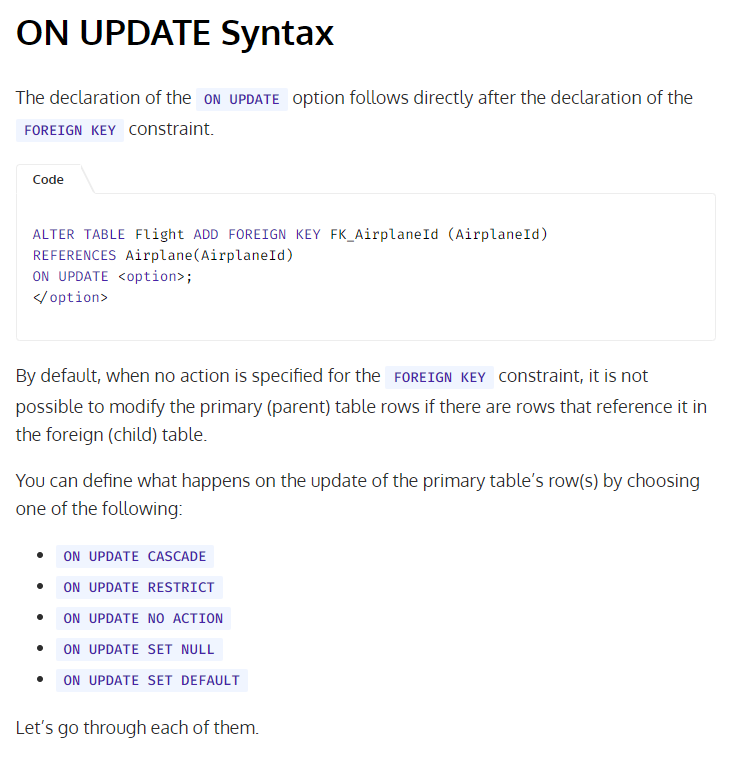 ON UPDATE Syntax
The declaration of the ON UPDATE option follows directly after the declaration of the
FOREIGN KEY constraint.
Code
ALTER TABLE Flight ADD FOREIGN KEY FK_AirplaneId (AirplaneId)
REFERENCES Airplane(AirplaneId)
ON UPDATE <option>;
</option>
By default, when no action is specified for the FOREIGN KEY constraint, it is not
possible to modify the primary (parent) table rows if there are rows that reference it in
the foreign (child) table.
You can define what happens on the update of the primary table’s row(s) by choosing
one of the following:
• ON UPDATE CASCADE
• ON UPDATE RESTRICT
• ON UPDATE NO ACTION
• ON UPDATE SET NULL
• ON UPDATE SET DEFAULT
Let’s go through each of them.